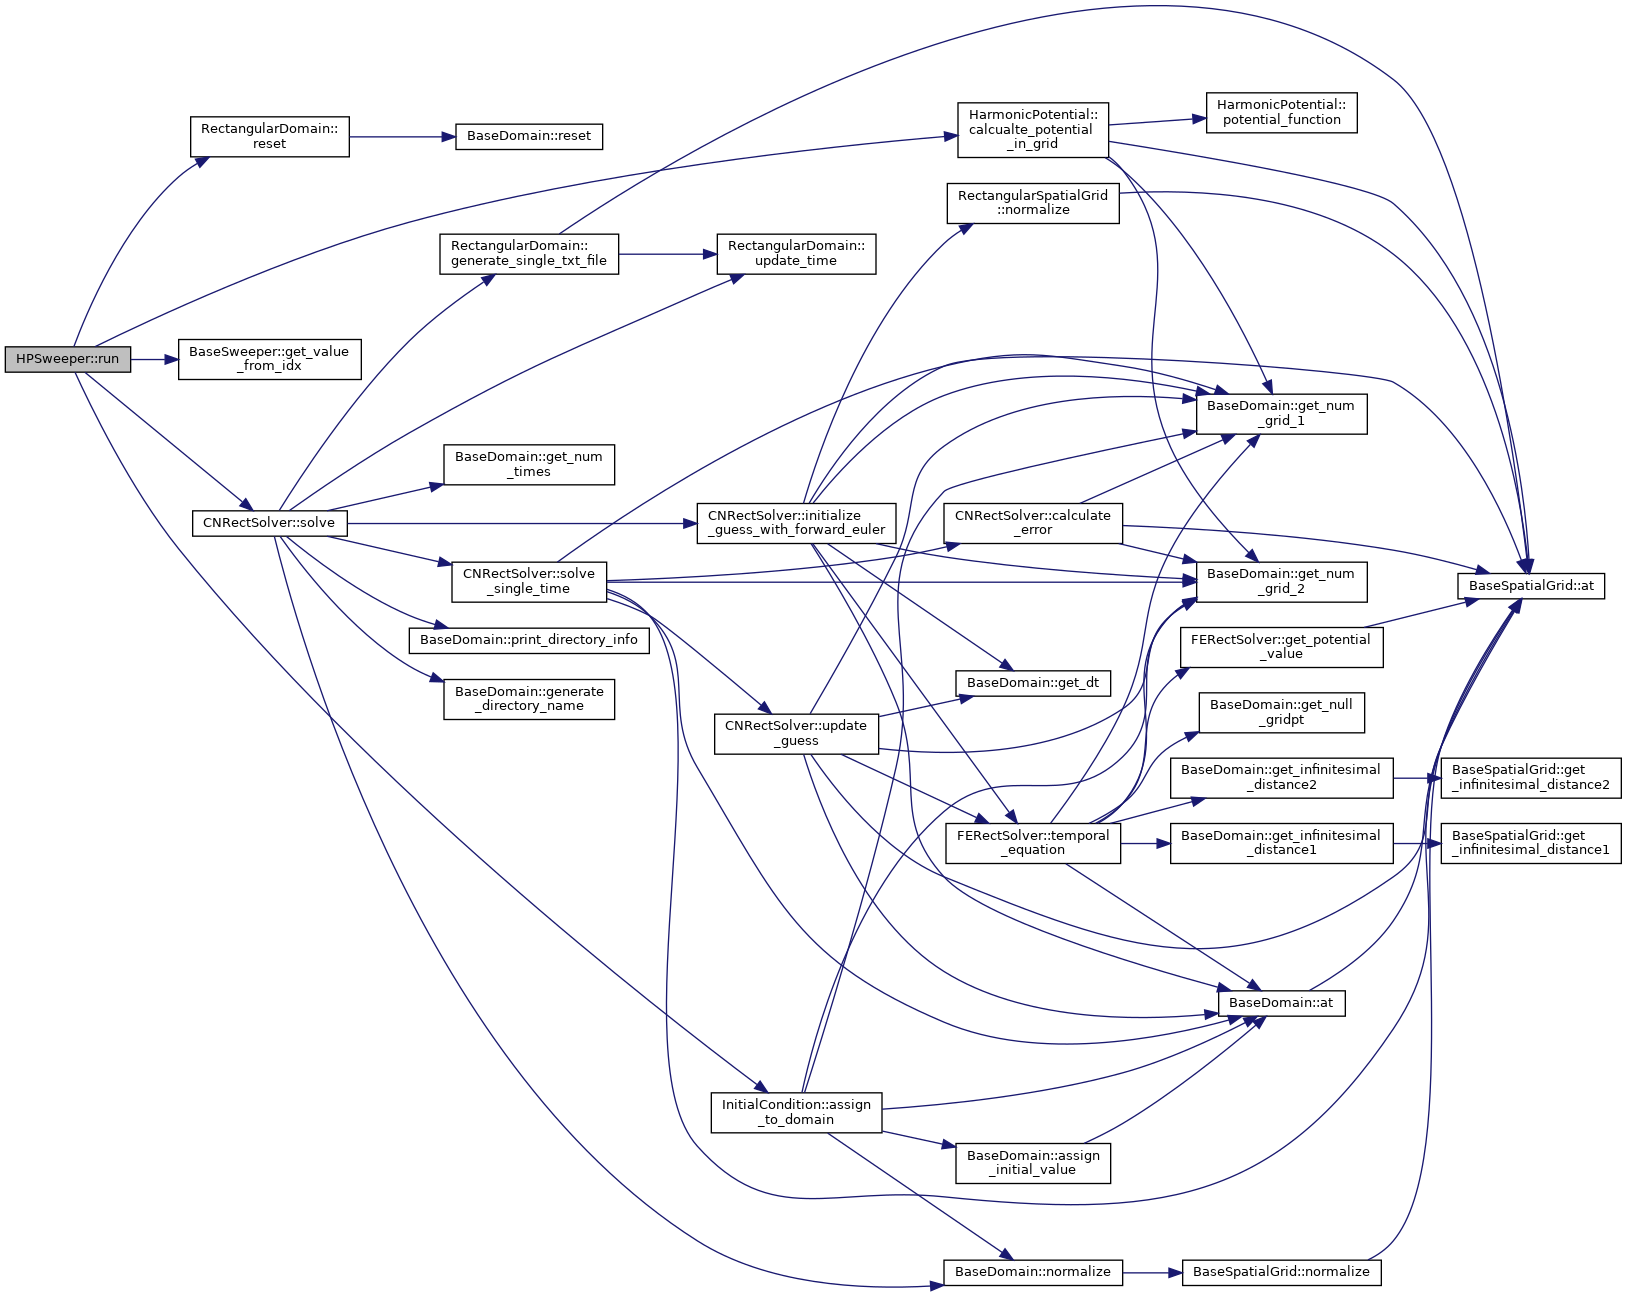 HPSweeper::run
RectangularDomain::
reset
BaseDomain::reset
HarmonicPotential::
calcualte_potential
_in_grid
HarmonicPotential::
potential_function
RectangularSpatialGrid
::normalize
RectangularDomain::
generate_single_txt_file
RectangularDomain::
update_time
BaseSweeper::get_value
_from_idx
BaseDomain::get_num
_grid_1
BaseDomain::get_num
_times
CNRectSolver::solve
CNRectSolver::initialize
_guess_with_forward_euler
CNRectSolver::calculate
_error
CNRectSolver::solve
_single_time
BaseDomain::get_num
_grid_2
BaseSpatialGrid::at
BaseDomain::print_directory_info
FERectSolver::get_potential
_value
BaseDomain::generate
_directory_name
BaseDomain::get_dt
BaseDomain::get_null
_gridpt
CNRectSolver::update
_guess
BaseDomain::get_infinitesimal
_distance2
BaseSpatialGrid::get
_infinitesimal_distance2
FERectSolver::temporal
_equation
BaseDomain::get_infinitesimal
_distance1
BaseSpatialGrid::get
_infinitesimal_distance1
BaseDomain::at
InitialCondition::assign
_to_domain
BaseDomain::assign
_initial_value
BaseDomain::normalize
BaseSpatialGrid::normalize